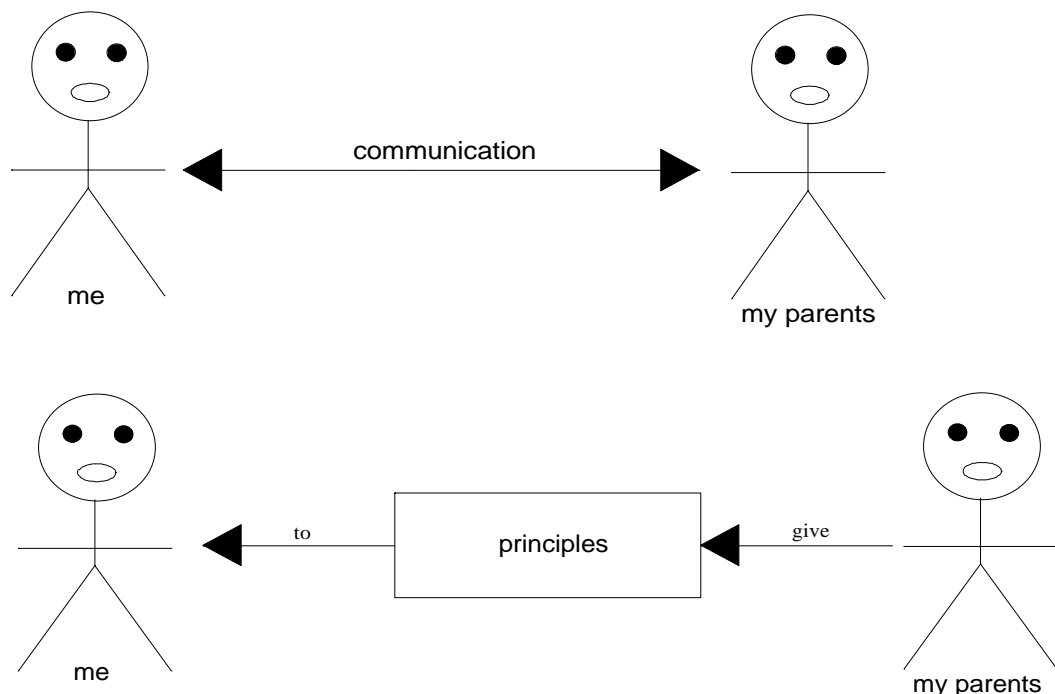 communication
me
my parents
to
principles
give
me
my parents